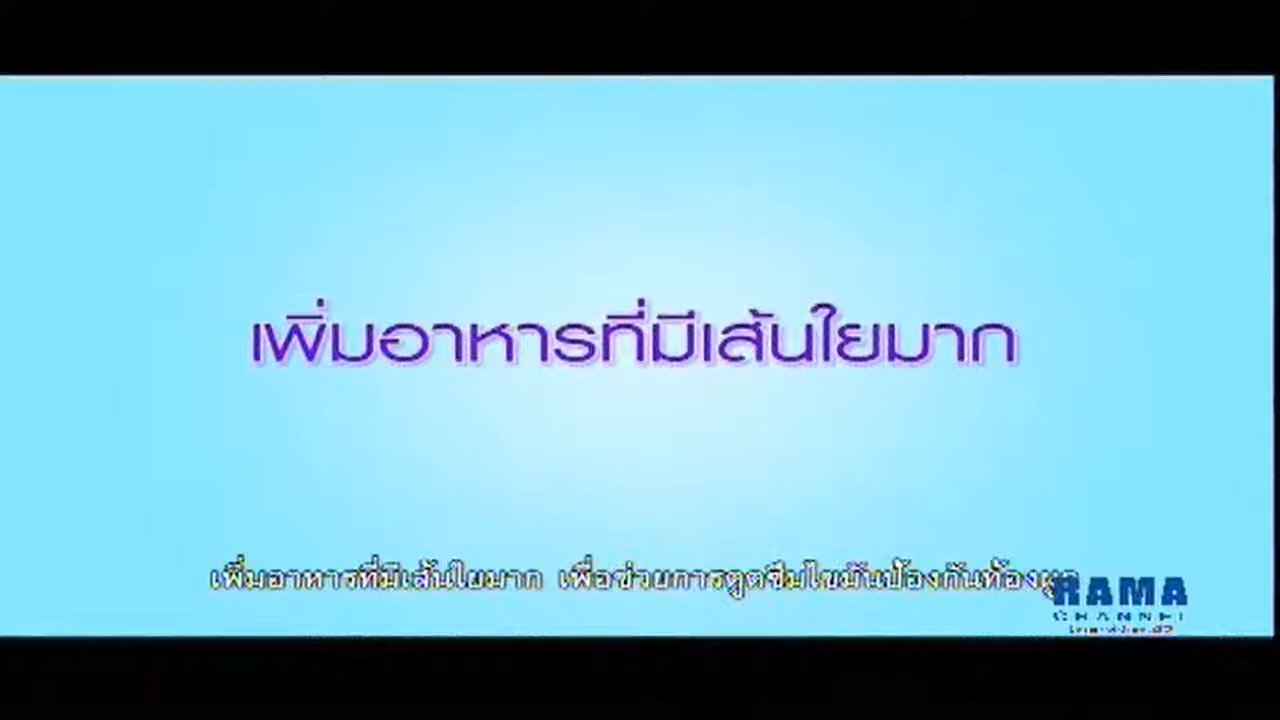 เพิ่มอาหารที่มีเส้นใยมาก
เพิ่มอาหารที่มีเส้นใยมาก เพื่อช่วยการดูดซึมไขมันป้องกันท้องผูก
RAMA
CHANNEL